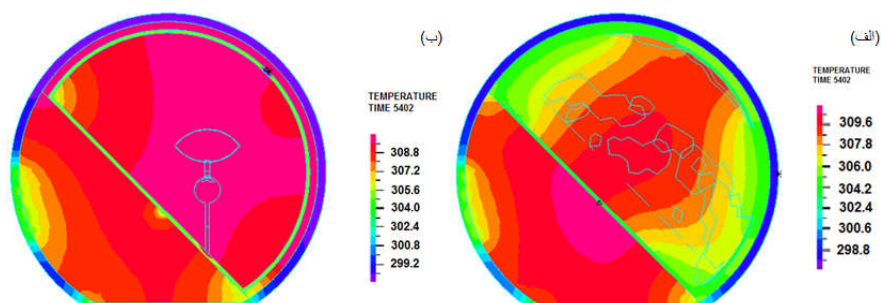 (ب)
TEMPERATURE
TIME 5402
308.8
307.2
305.6
304.0
302.4
300.8
299.2
(الف)
TEMPERATURE
TIME 5402
309.6
307.8
306.0
304.2
302.4
300.6
298.8